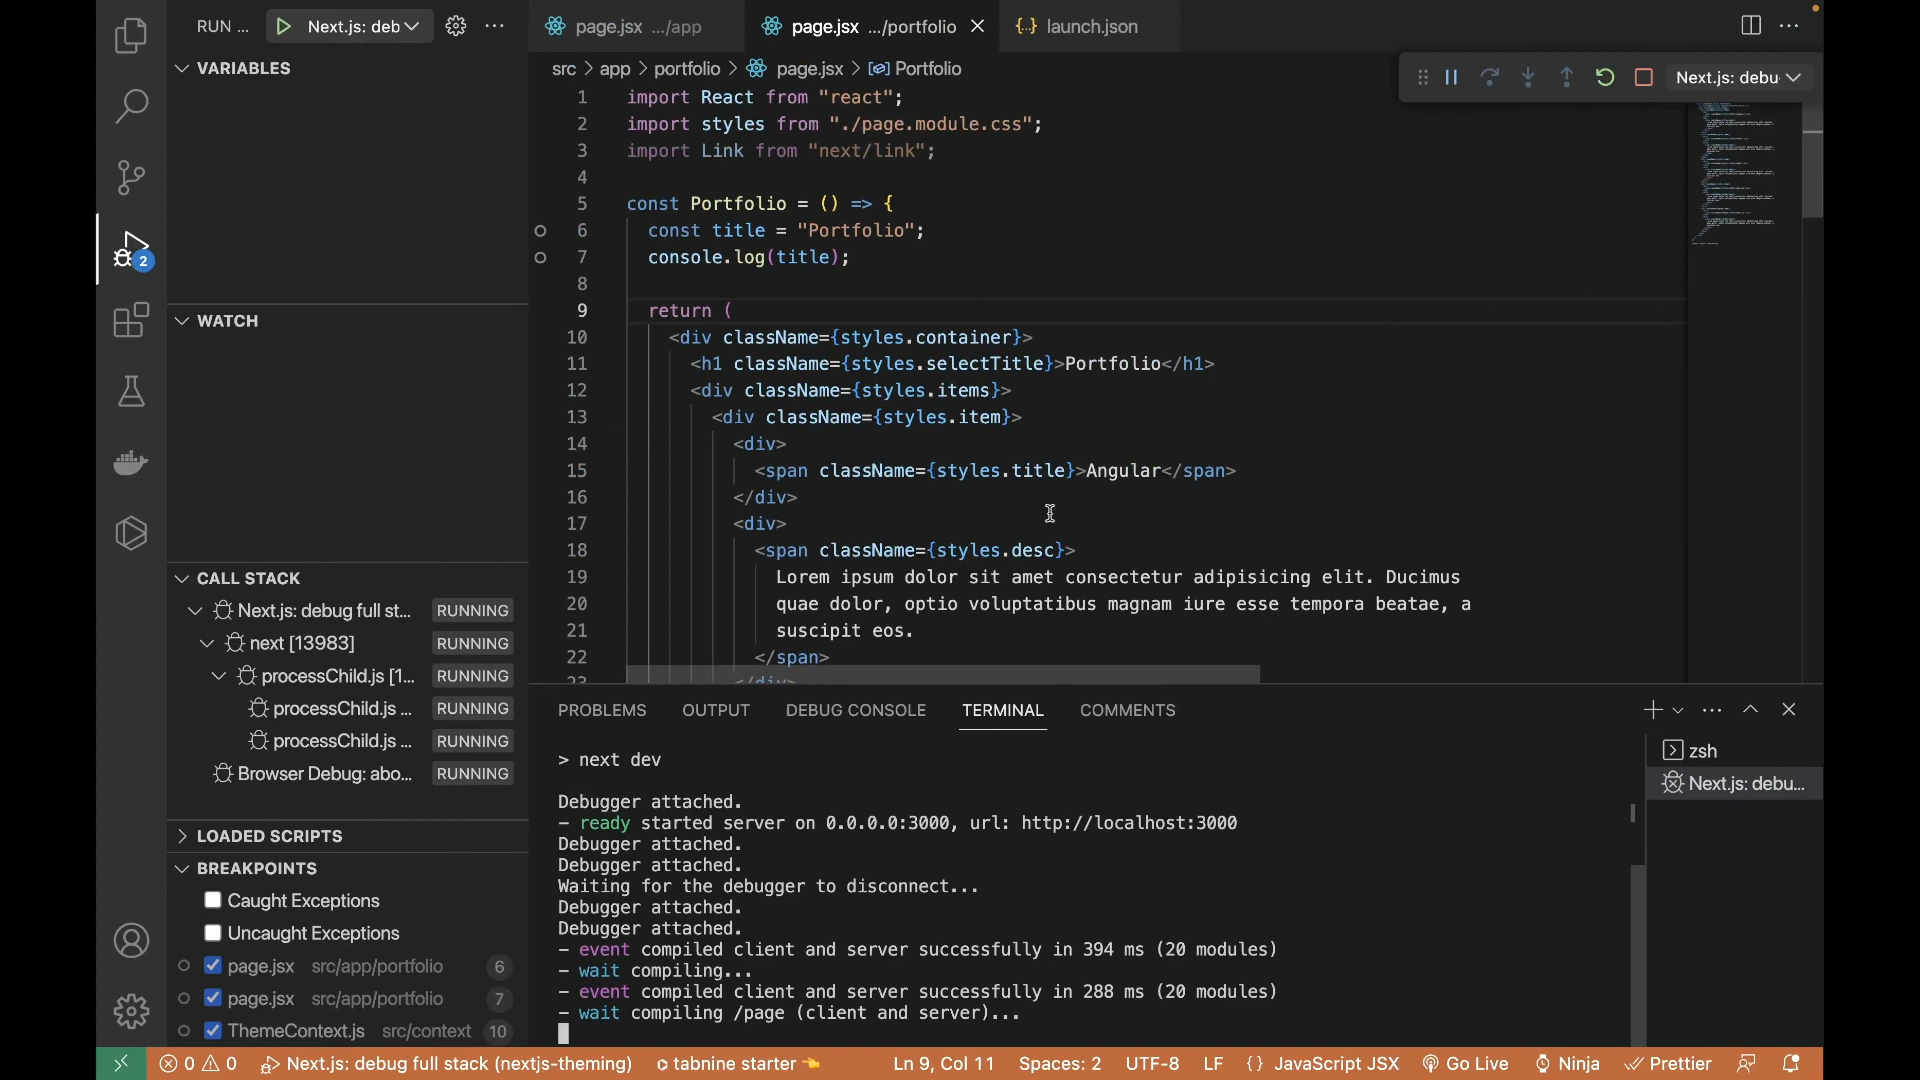 RUN ...
Next.js: deb
page.jsx .../app
page.jsx .../portfolio
launch.json
VARIABLES
src > app > portfolio > page.jsx > Portfolio
Next.js: debu
1 import React from "react";
2 import styles from "./page.module.css";
3 import Link from "next/link";
4
5 const Portfolio = () => {
6 const title = "Portfolio";
7 console.log(title);
8
9 return (
10 <div className={styles.container}>
11 <h1 className={styles.selectTitle}>Portfolio</h1>
12 <div className={styles.items}>
13 <div className={styles.item}>
14 <div>
15 <span className={styles.title}>Angular</span>
16 </div>
17 <div>
18 <span className={styles.desc}>
19 Lorem ipsum dolor sit amet consectetur adipisicing elit. Ducimus
20 quae dolor, optio voluptatibus magnam iure esse tempora beatae, a
21 suscipit eos.
22 </span>
23 </div>
2
WATCH
CALL STACK
Next.js: debug full st... RUNNING
next [13983] RUNNING
processChild.js [1... RUNNING
processChild.js ... RUNNING
processChild.js ... RUNNING
Browser Debug: abo... RUNNING
LOADED SCRIPTS
BREAKPOINTS
Caught Exceptions
Uncaught Exceptions
page.jsx src/app/portfolio 6
page.jsx src/app/portfolio 7
ThemeContext.js src/context 10
PROBLEMS OUTPUT DEBUG CONSOLE TERMINAL COMMENTS
> next dev
Debugger attached.
- ready started server on 0.0.0.0:3000, url: http://localhost:3000
Debugger attached.
Debugger attached.
Waiting for the debugger to disconnect...
Debugger attached.
Debugger attached.
- event compiled client and server successfully in 394 ms (20 modules)
- wait compiling...
- event compiled client and server successfully in 288 ms (20 modules)
- wait compiling /page (client and server)...
zsh
Next.js: debu...
0 0 Next.js: debug full stack (nextjs-theming) tabnine starter Ln 9, Col 11 Spaces: 2 UTF-8 LF {} JavaScript JSX Go Live Ninja Prettier